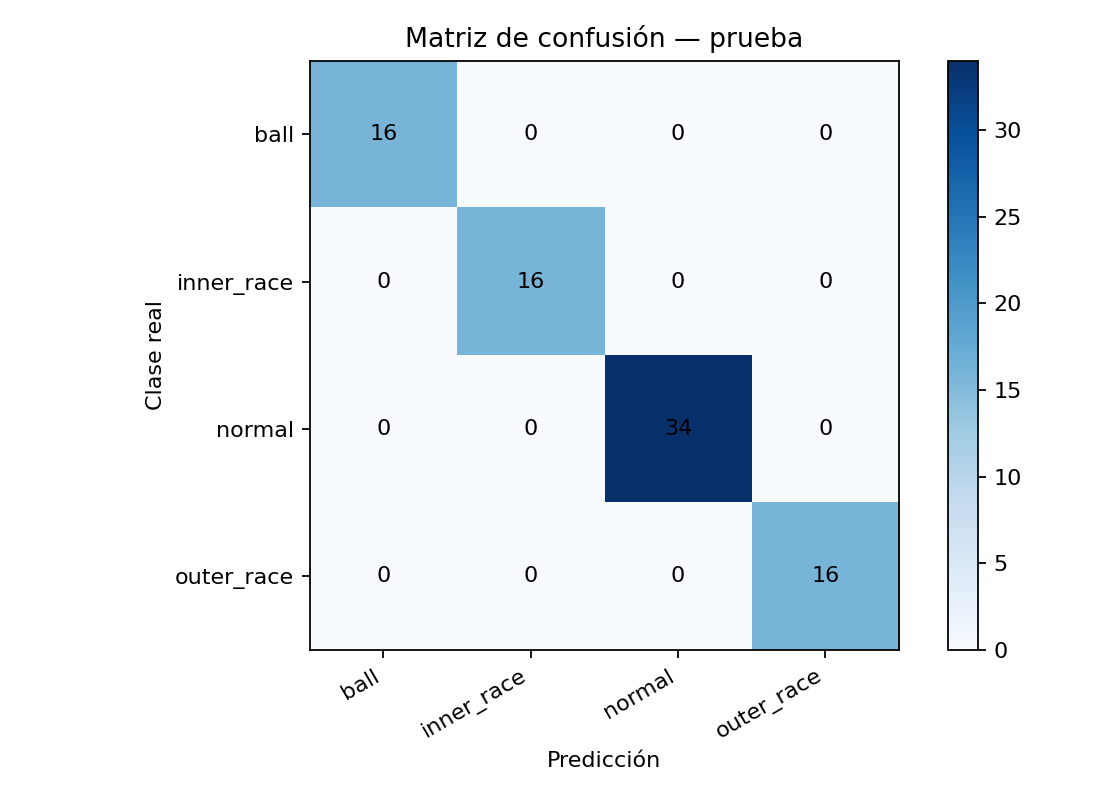 Matriz de confusión — prueba
ball 16 0 0 0
inner_race 0 16 0 0
normal 0 0 34 0
outer_race 0 0 0 16
Clase real
ball inner_race normal outer_race
Predicción
30
25
20
15
10
5
0